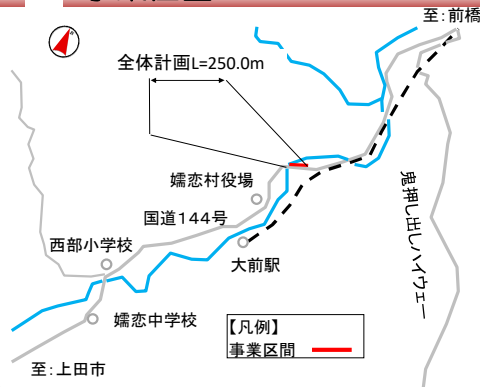 至：前橋
全体計画L=250.0m
嬬恋村役場
鬼押し出しハイウェー
国道144号
西部小学校
大前駅
嬬恋中学校
【凡例】
事業区間
至：上田市